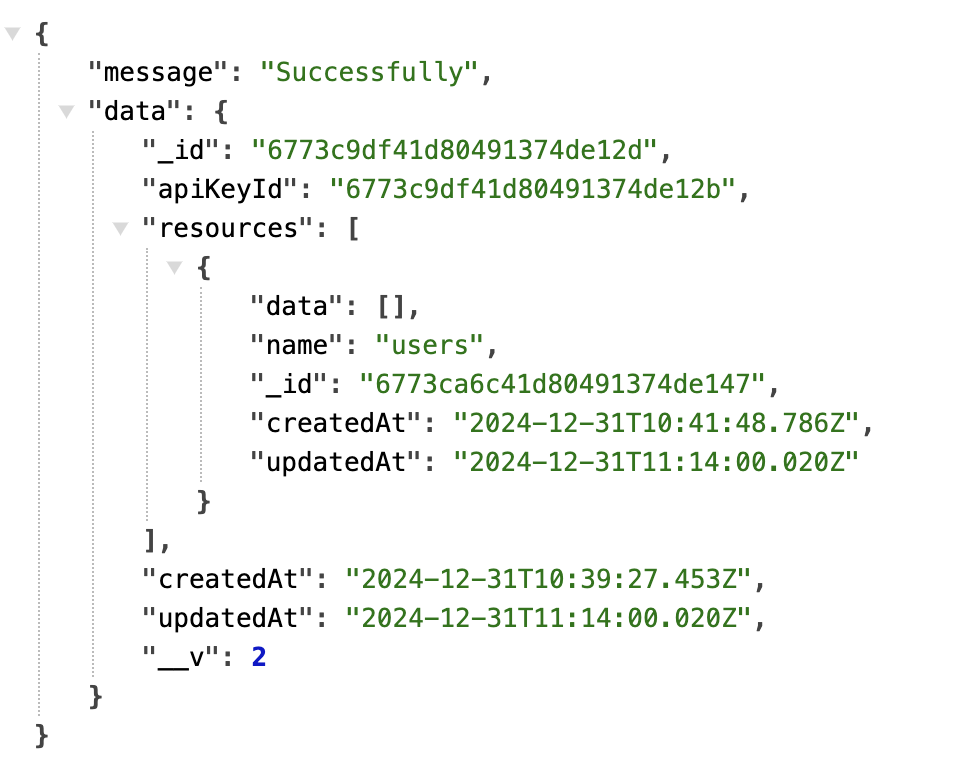 {
"message": "Successfully",
"data": {
"_id": "6773c9df41d80491374de12d",
"apiKeyId": "6773c9df41d80491374de12b",
"resources": [
{
"data": [],
"name": "users",
"_id": "6773ca6c41d80491374de147",
"createdAt": "2024-12-31T10:41:48.786Z",
"updatedAt": "2024-12-31T11:14:00.020Z"
}
],
"createdAt": "2024-12-31T10:39:27.453Z",
"updatedAt": "2024-12-31T11:14:00.020Z",
"__v": 2
}
}